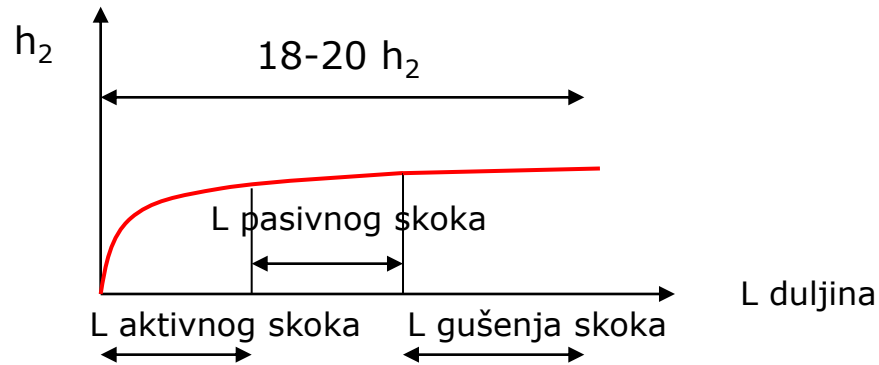 h₂
18-20 h₂
L pasivnog skoka
L duljina
L aktivnog skoka
L gušenja skoka